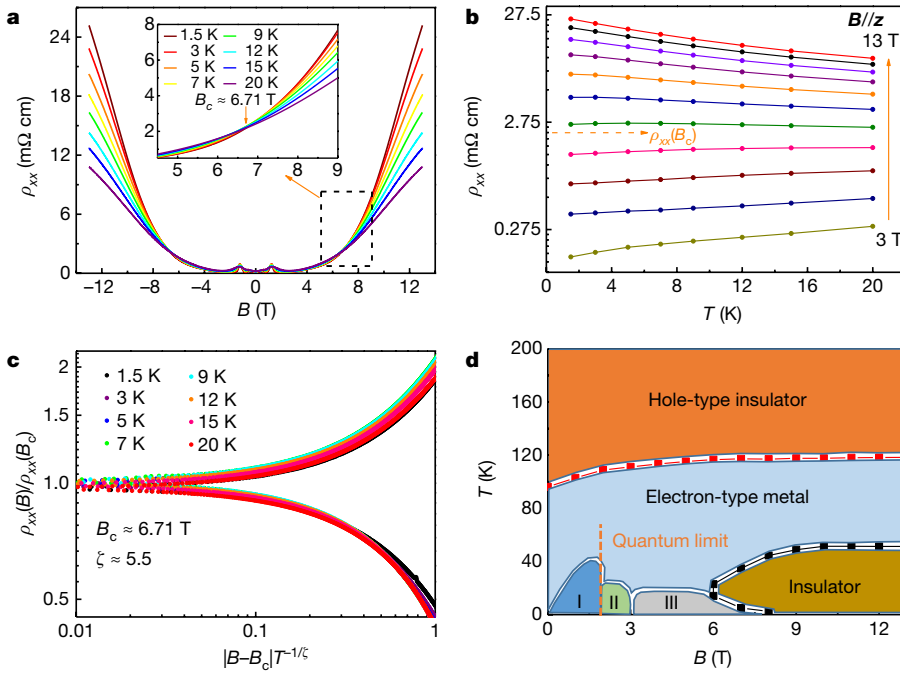 a
ρxx (mΩ cm)
24
21
18
15
12
9
6
3
0
−12
−8
−4
0
4
8
12
B (T)
8
6
4
2
5
6
7
8
9
1.5 K
9 K
3 K
12 K
5 K
15 K
7 K
20 K
Bc ≈ 6.71 T
b
ρxx (mΩ cm)
27.5
2.75
0.275
B//z
13 T
3 T
ρxx(Bc)
0
4
8
12
16
20
T (K)
c
ρxx(B)/ρxx(Bc)
2
1.5
1.0
0.5
1.5 K
9 K
3 K
12 K
5 K
15 K
7 K
20 K
Bc ≈ 6.71 T
ζ ≈ 5.5
0.01
0.1
1
|B–Bc|T−1/ζ
d
T (K)
200
160
120
80
40
0
Hole-type insulator
Electron-type metal
Quantum limit
Insulator
I
II
III
0
3
6
9
12
B (T)